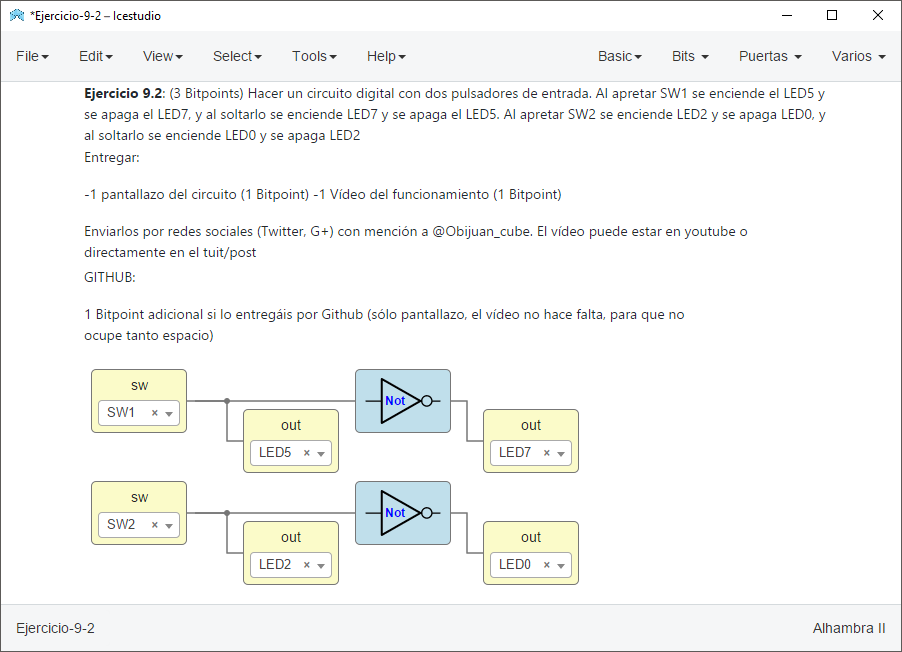 *Ejercicio-9-2 – Icestudio
File Edit View Select Tools Help Basic Bits Puertas Varios
Ejercicio 9.2: (3 Bitpoints) Hacer un circuito digital con dos pulsadores de entrada. Al apretar SW1 se enciende el LED5 y
se apaga el LED7, y al soltarlo se enciende LED7 y se apaga el LED5. Al apretar SW2 se enciende LED2 y se apaga LED0, y
al soltarlo se enciende LED0 y se apaga LED2
Entregar:
-1 pantallazo del circuito (1 Bitpoint) -1 Vídeo del funcionamiento (1 Bitpoint)
Enviarlos por redes sociales (Twitter, G+) con mención a @Obijuan_cube. El vídeo puede estar en youtube o
directamente en el tuit/post
GITHUB:
1 Bitpoint adicional si lo entregáis por Github (sólo pantallazo, el vídeo no hace falta, para que no
ocupe tanto espacio)
sw
SW1 ×
Not
out
LED5 ×
out
LED7 ×
sw
SW2 ×
Not
out
LED2 ×
out
LED0 ×
Ejercicio-9-2 Alhambra II